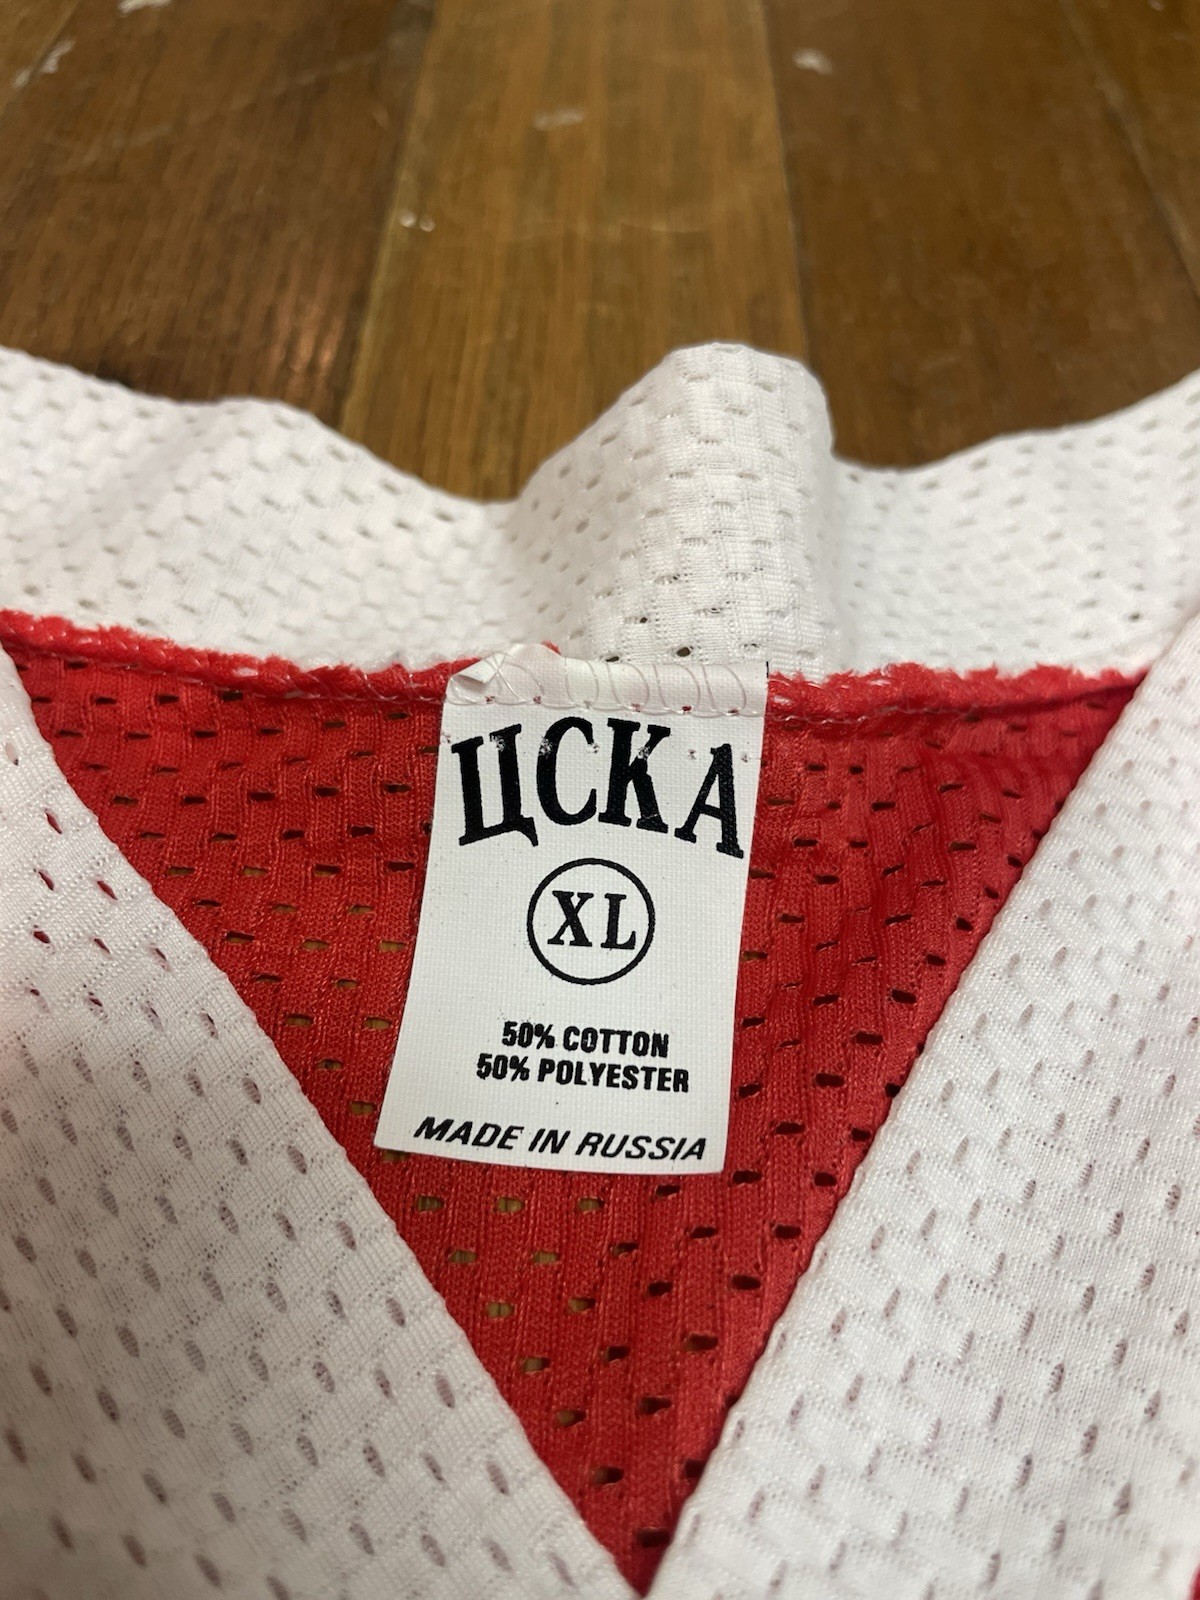 ЦСКА
XL
50% COTTON
50% POLYESTER
MADE IN RUSSIA